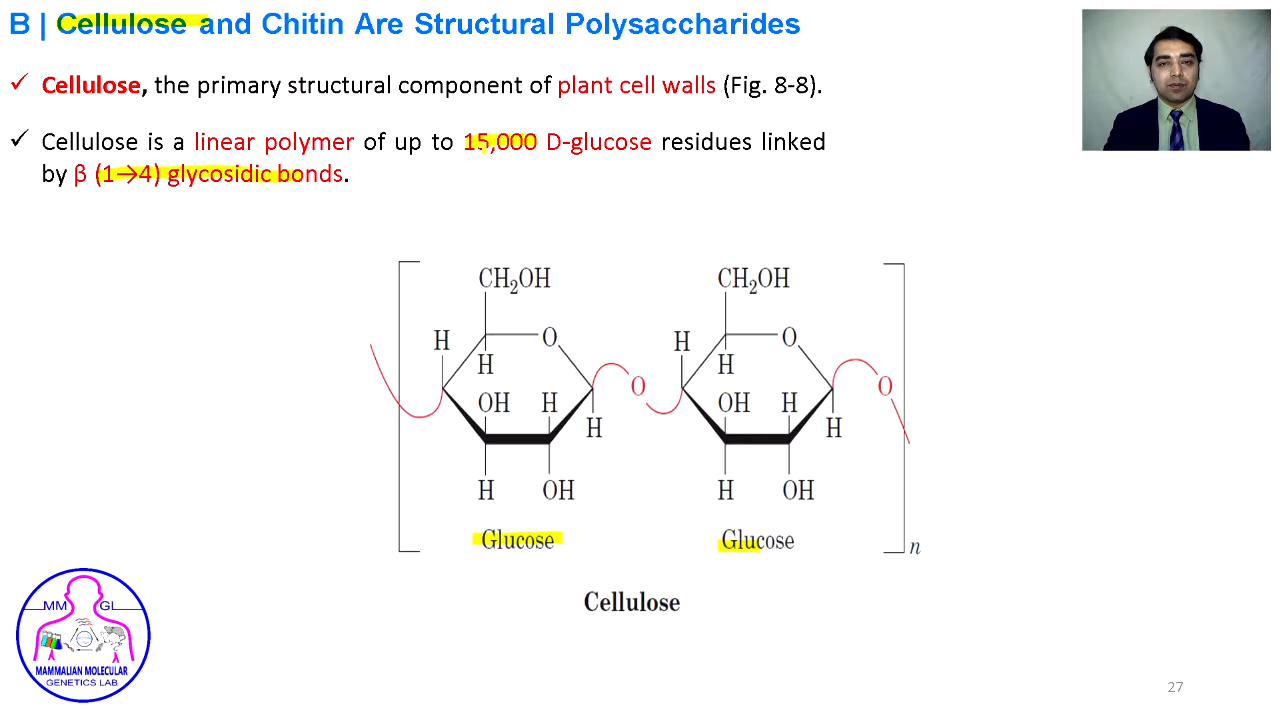 B | Cellulose and Chitin Are Structural Polysaccharides
✓ Cellulose, the primary structural component of plant cell walls (Fig. 8-8).
✓ Cellulose is a linear polymer of up to 15,000 D-glucose residues linked
by β (1→4) glycosidic bonds.
CH₂OH CH₂OH
H O H O
H H
OH H O OH H O
H H
H OH H OH
Glucose Glucose
n
Cellulose
MM GL
MAMMALIAN MOLECULAR
GENETICS LAB
27